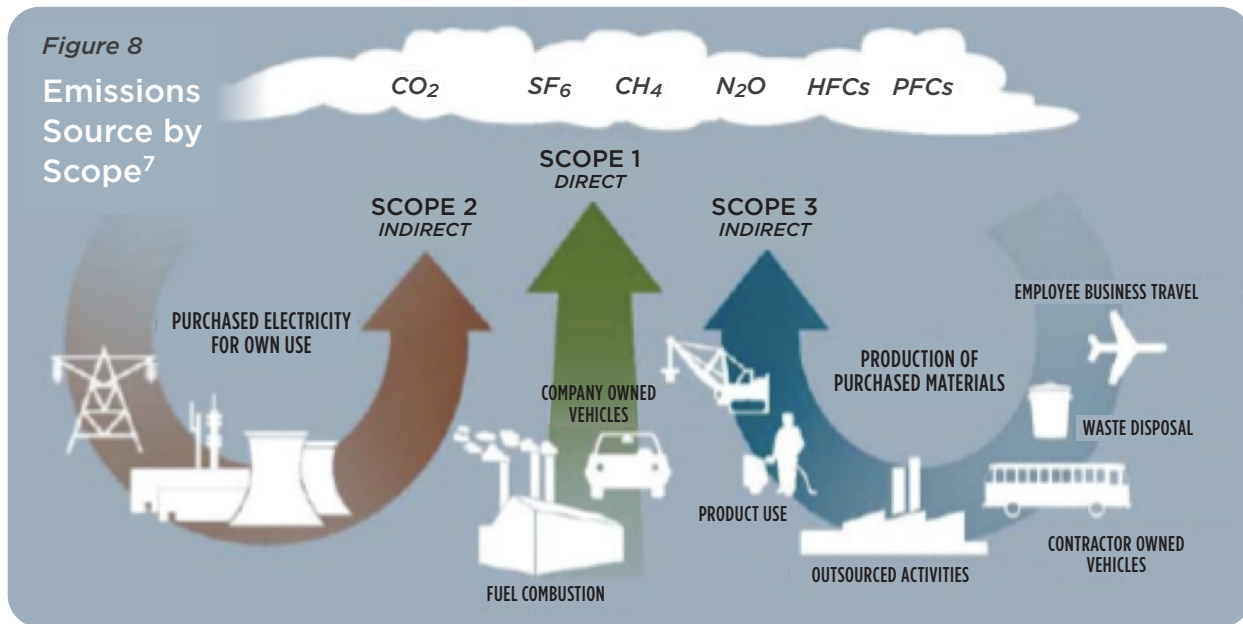 Figure 8
Emissions
Source by
Scope⁷
CO₂ SF₆ CH₄ N₂O HFCs PFCs
SCOPE 1
DIRECT
SCOPE 2
INDIRECT
SCOPE 3
INDIRECT
PURCHASED ELECTRICITY
FOR OWN USE
COMPANY OWNED
VEHICLES
FUEL COMBUSTION
PRODUCTION OF
PURCHASED MATERIALS
EMPLOYEE BUSINESS TRAVEL
WASTE DISPOSAL
PRODUCT USE
CONTRACTOR OWNED
VEHICLES
OUTSOURCED ACTIVITIES